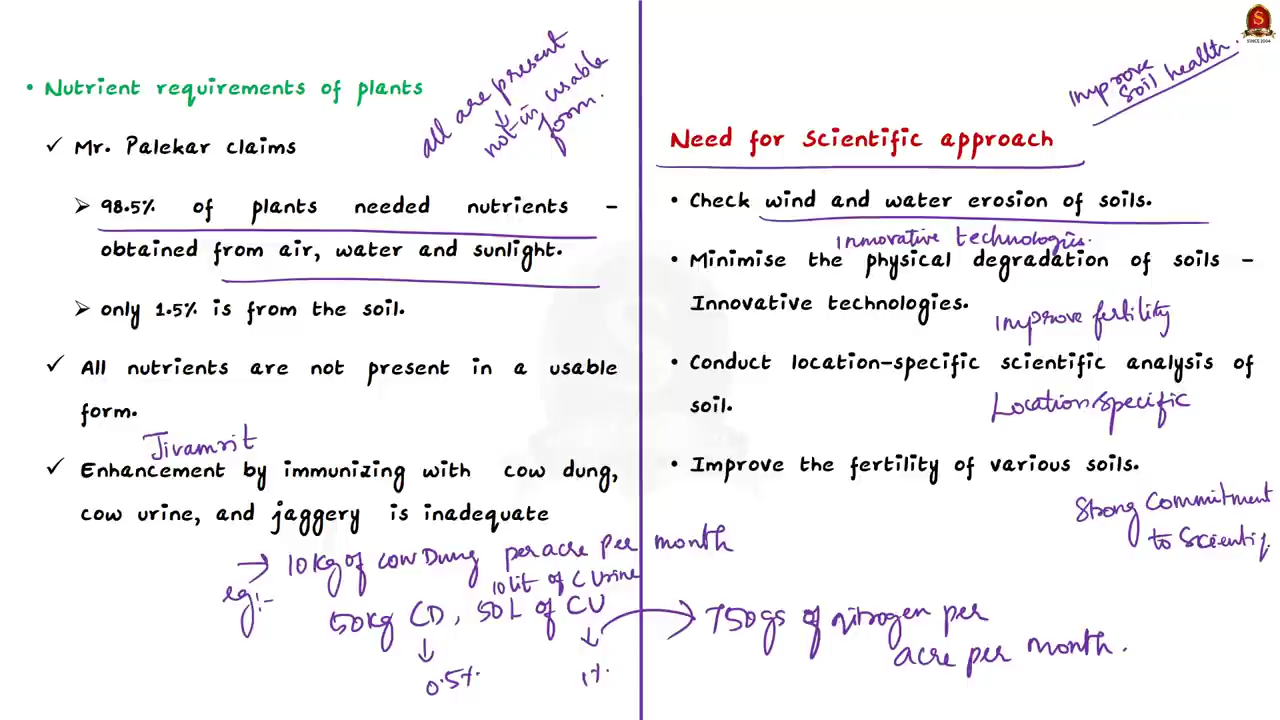 • Nutrient requirements of plants
all are present
not in usable
form.
✓ Mr. Palekar claims
➢ 98.5% of plants needed nutrients –
obtained from air, water and sunlight.
➢ only 1.5% is from the soil.
✓ All nutrients are not present in a usable
form.
Jivamrit
✓ Enhancement by immunizing with cow dung,
cow urine, and jaggery is inadequate
→ 10kg of cow Dung per acre per month
10 lit of C Urine
eg:-
50kg CD, 50L of CU → 750gs of nitrogen per
acre per month.
↓ ↓
0.5% 1%
S
SINCE 2004
Improve
Soil health.
Need for Scientific approach
• Check wind and water erosion of soils.
Innovative technologies.
• Minimise the physical degradation of soils –
Innovative technologies.
Improve fertility
• Conduct location-specific scientific analysis of
soil.
Location specific
• Improve the fertility of various soils.
Strong Commitment
to Scientif